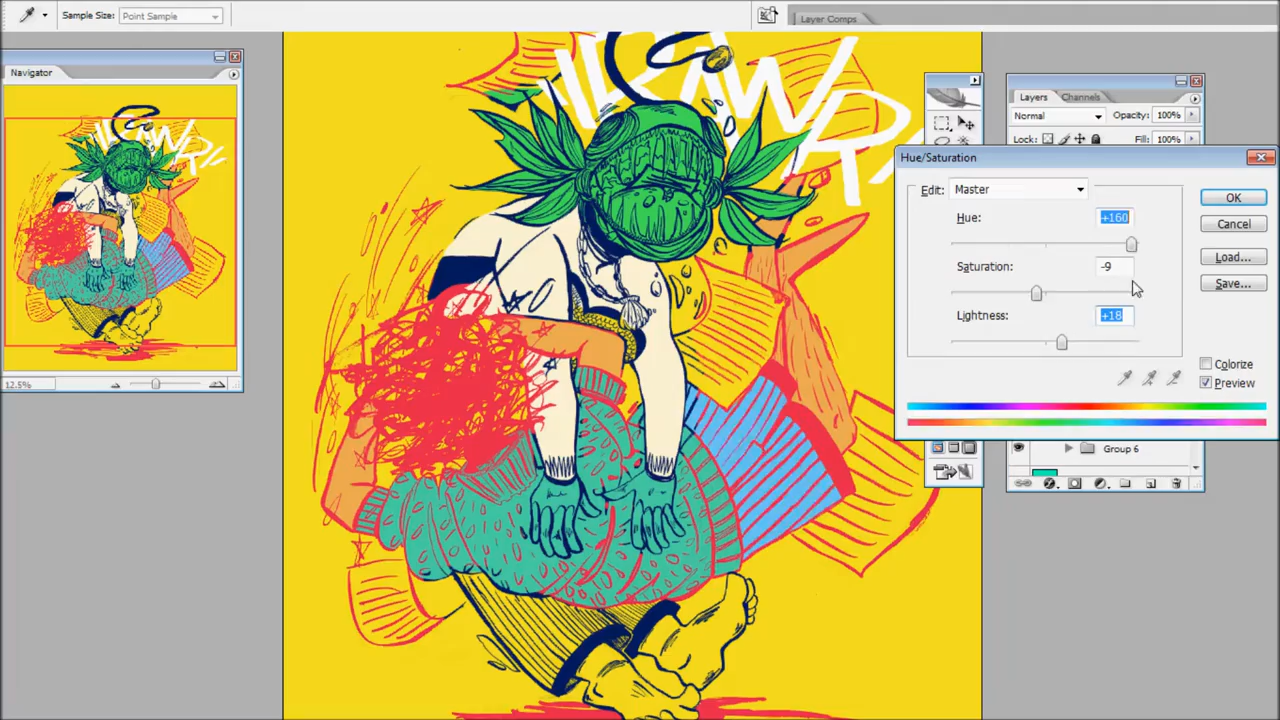 Sample Size: Point Sample
Layer Comps
Navigator
12.5%
Layers Channels
Normal Opacity: 100%
Lock: Fill: 100%
Hue/Saturation
Edit: Master
Hue: +160
Saturation: -9
Lightness: +18
OK
Cancel
Load...
Save...
Colorize
Preview
Group 6